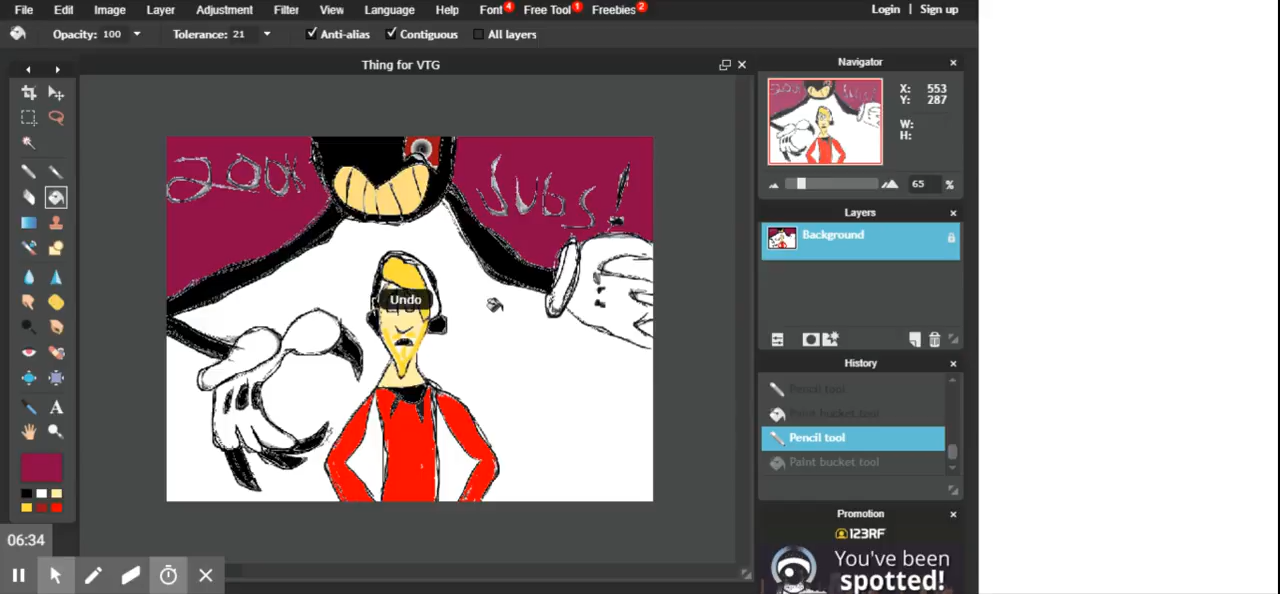 File Edit Image Layer Adjustment Filter View Language Help Font 4 Free Tool 1 Freebies 2 Login | Sign up
Opacity: 100 Tolerance: 21 Anti-alias Contiguous All layers
Thing for VTG
200k Subs!
Undo
A
06:34
Navigator
X: 553
Y: 287
W:
H:
65 %
Layers
Background
History
Pencil tool
Paint bucket tool
Pencil tool
Paint bucket tool
Promotion
123RF
You've been
spotted!